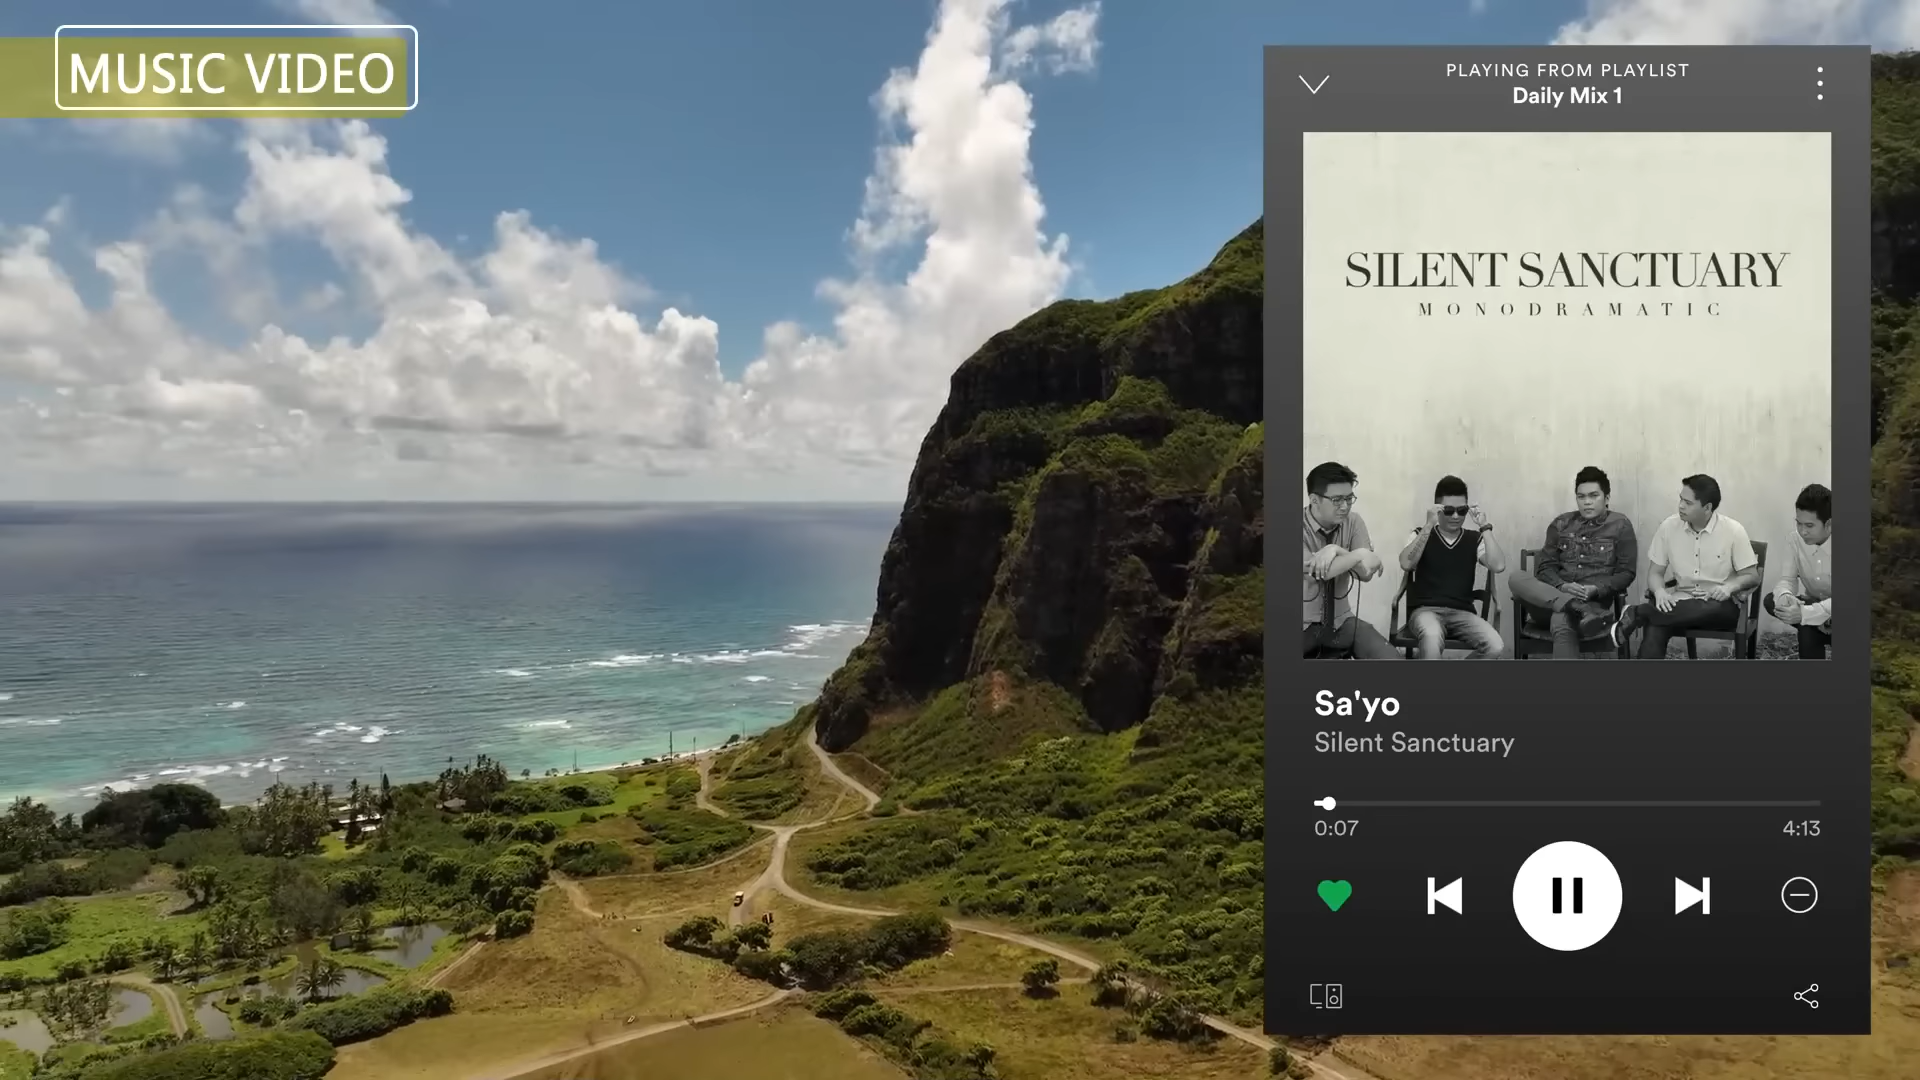 MUSIC VIDEO
PLAYING FROM PLAYLIST
Daily Mix 1
SILENT SANCTUARY
MONODRAMATIC
Sa'yo
Silent Sanctuary
0:07
4:13